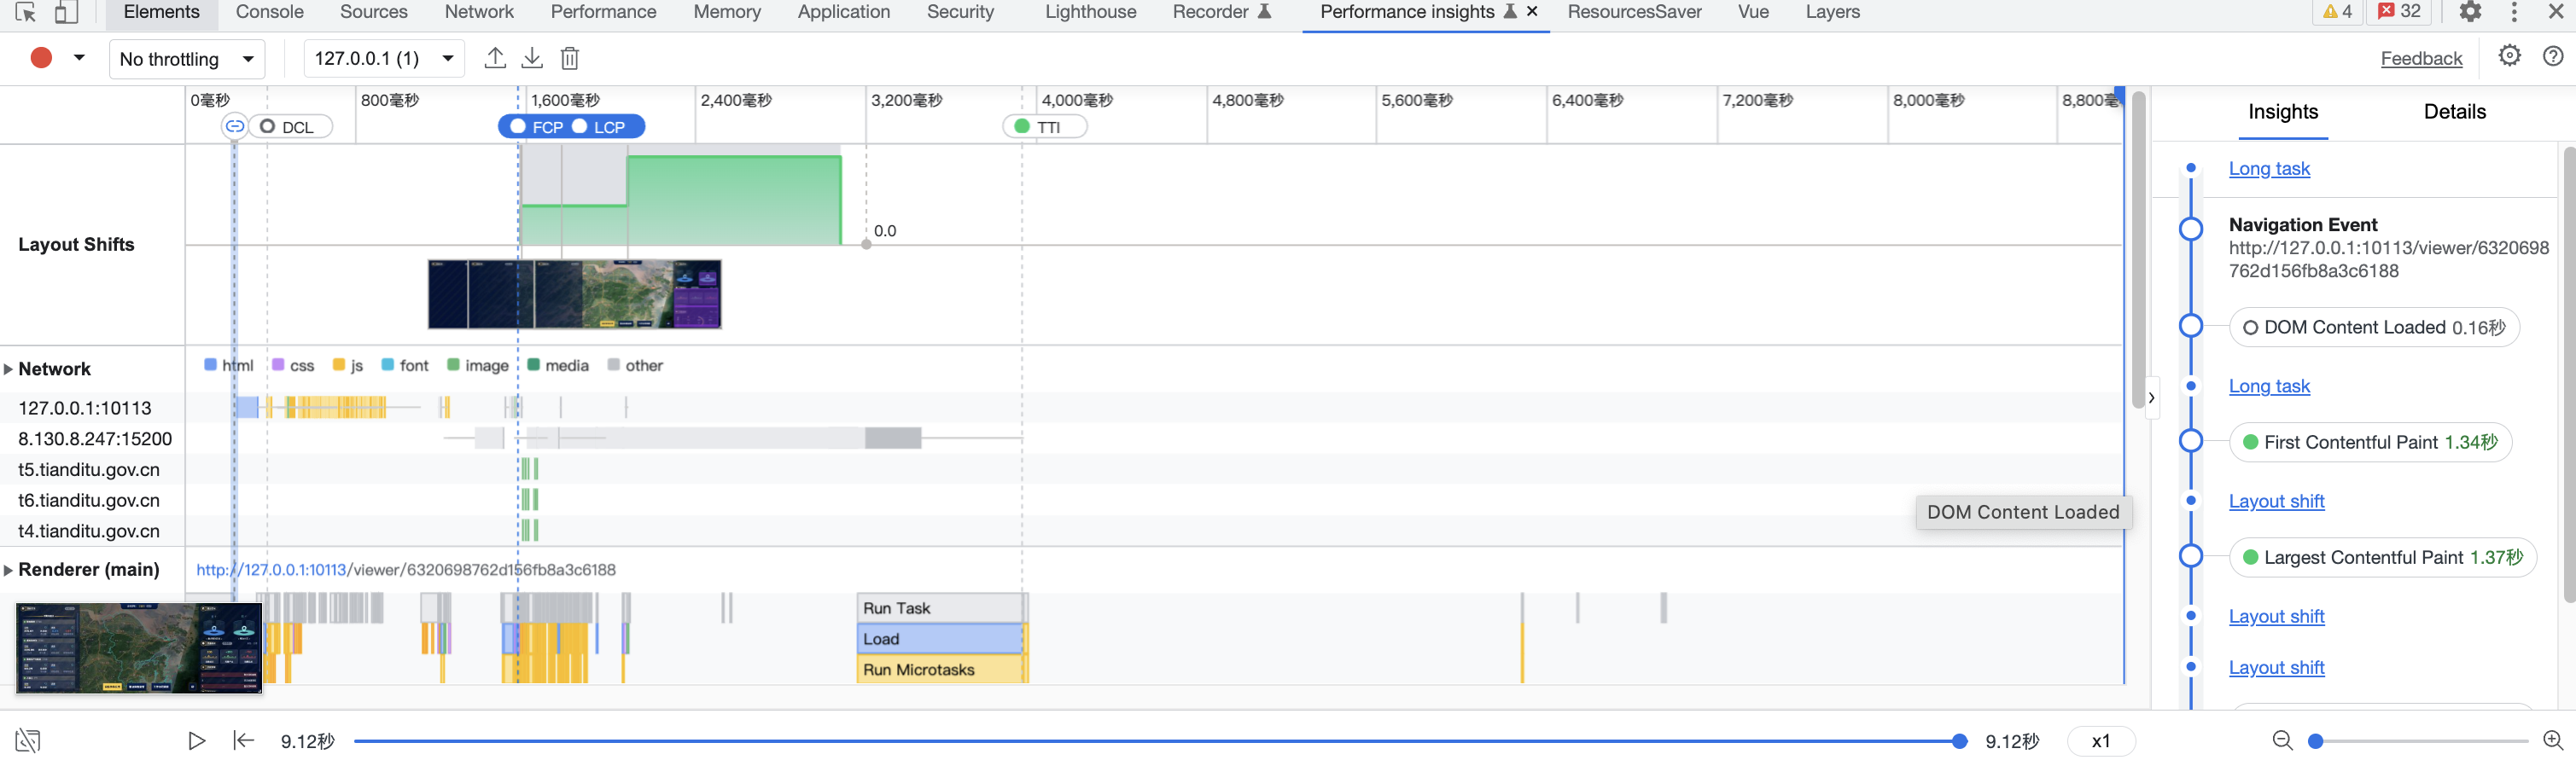 Elements Console Sources Network Performance Memory Application Security Lighthouse Recorder Performance insights ResourcesSaver Vue Layers 4 32
No throttling 127.0.0.1 (1) Feedback
0毫秒 800毫秒 1,600毫秒 2,400毫秒 3,200毫秒 4,000毫秒 4,800毫秒 5,600毫秒 6,400毫秒 7,200毫秒 8,000毫秒 8,800毫
DCL FCP LCP TTI
Insights Details
Long task
Navigation Event
http://127.0.0.1:10113/viewer/6320698
762d156fb8a3c6188
DOM Content Loaded 0.16秒
Long task
First Contentful Paint 1.34秒
Layout shift
Largest Contentful Paint 1.37秒
Layout shift
Layout shift
Layout Shifts
0.0
Network html css js font image media other
127.0.0.1:10113
8.130.8.247:15200
t5.tianditu.gov.cn
t6.tianditu.gov.cn
DOM Content Loaded
t4.tianditu.gov.cn
Renderer (main) http://127.0.0.1:10113/viewer/6320698762d156fb8a3c6188
Run Task
Load
Run Microtasks
9.12秒 9.12秒 x1